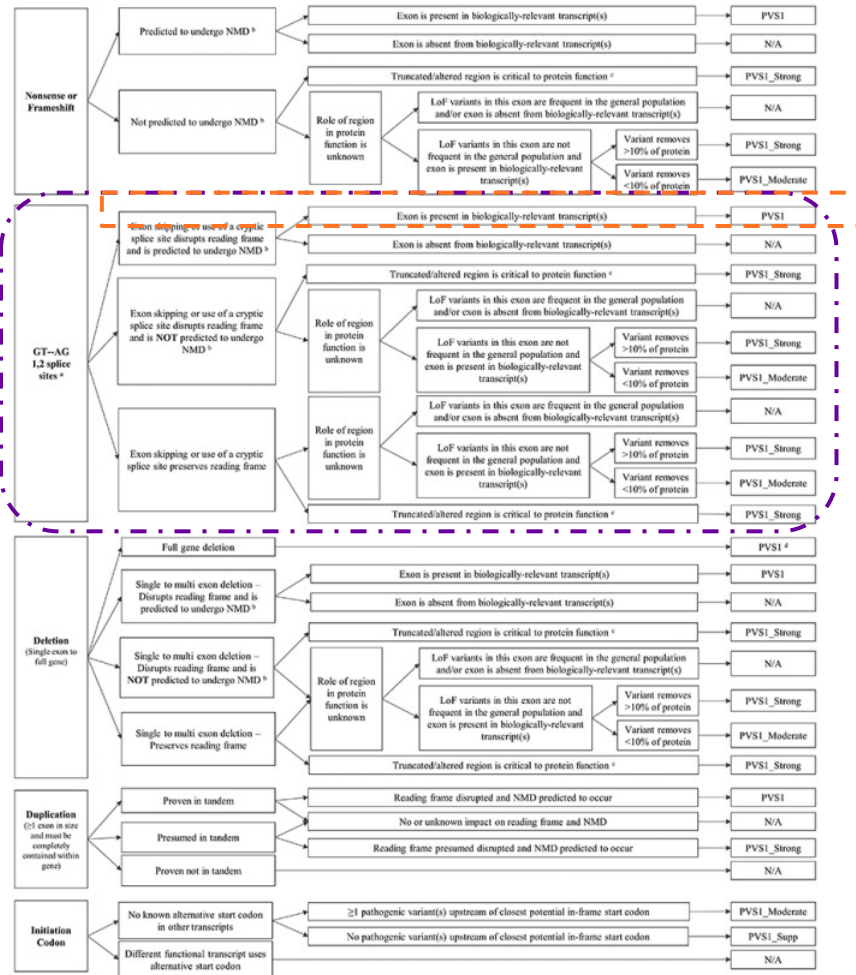 Nonsense or
Frameshift
Predicted to undergo NMD b
Exon is present in biologically-relevant transcript(s)
PVS1
Exon is absent from biologically-relevant transcript(s)
N/A
Not predicted to undergo NMD b
Truncated/altered region is critical to protein function c
PVS1_Strong
Role of region
in protein
function is
unknown
LoF variants in this exon are frequent in the general population
and/or exon is absent from biologically-relevant transcript(s)
N/A
LoF variants in this exon are not
frequent in the general population and
exon is present in biologically-relevant
transcript(s)
Variant removes
>10% of protein
PVS1_Strong
Variant removes
<10% of protein
PVS1_Moderate
GT--AG
1,2 splice
sites a
Exon skipping or use of a cryptic
splice site disrupts reading frame
and is predicted to undergo NMD b
Exon is present in biologically-relevant transcript(s)
PVS1
Exon is absent from biologically-relevant transcript(s)
N/A
Exon skipping or use of a cryptic
splice site disrupts reading frame
and is NOT predicted to undergo
NMD b
Truncated/altered region is critical to protein function c
PVS1_Strong
Role of region
in protein
function is
unknown
LoF variants in this exon are frequent in the general population
and/or exon is absent from biologically-relevant transcript(s)
N/A
LoF variants in this exon are not
frequent in the general population and
exon is present in biologically-relevant
transcript(s)
Variant removes
>10% of protein
PVS1_Strong
Variant removes
<10% of protein
PVS1_Moderate
Exon skipping or use of a cryptic
splice site preserves reading frame
Role of region
in protein
function is
unknown
LoF variants in this exon are frequent in the general population
and/or exon is absent from biologically-relevant transcript(s)
N/A
LoF variants in this exon are not
frequent in the general population and
exon is present in biologically-relevant
transcript(s)
Variant removes
>10% of protein
PVS1_Strong
Variant removes
<10% of protein
PVS1_Moderate
Truncated/altered region is critical to protein function c
PVS1_Strong
Deletion
(Single exon to
full gene)
Full gene deletion
PVS1 d
Single to multi exon deletion –
Disrupts reading frame and is
predicted to undergo NMD b
Exon is present in biologically-relevant transcript(s)
PVS1
Exon is absent from biologically-relevant transcript(s)
N/A
Single to multi exon deletion –
Disrupts reading frame and is
NOT predicted to undergo NMD b
Truncated/altered region is critical to protein function c
PVS1_Strong
Role of region
in protein
function is
unknown
LoF variants in this exon are frequent in the general population
and/or exon is absent from biologically-relevant transcript(s)
N/A
LoF variants in this exon are not
frequent in the general population and
exon is present in biologically-relevant
transcript(s)
Variant removes
>10% of protein
PVS1_Strong
Variant removes
<10% of protein
PVS1_Moderate
Single to multi exon deletion –
Preserves reading frame
Truncated/altered region is critical to protein function c
PVS1_Strong
Duplication
(≥1 exon in size
and must be
completely
contained within
gene)
Proven in tandem
Reading frame disrupted and NMD predicted to occur
PVS1
No or unknown impact on reading frame and NMD
N/A
Presumed in tandem
Reading frame presumed disrupted and NMD predicted to occur
PVS1_Strong
Proven not in tandem
N/A
Initiation
Codon
No known alternative start codon
in other transcripts
≥1 pathogenic variant(s) upstream of closest potential in-frame start codon
PVS1_Moderate
No pathogenic variant(s) upstream of closest potential in-frame start codon
PVS1_Supp
Different functional transcript uses
alternative start codon
N/A